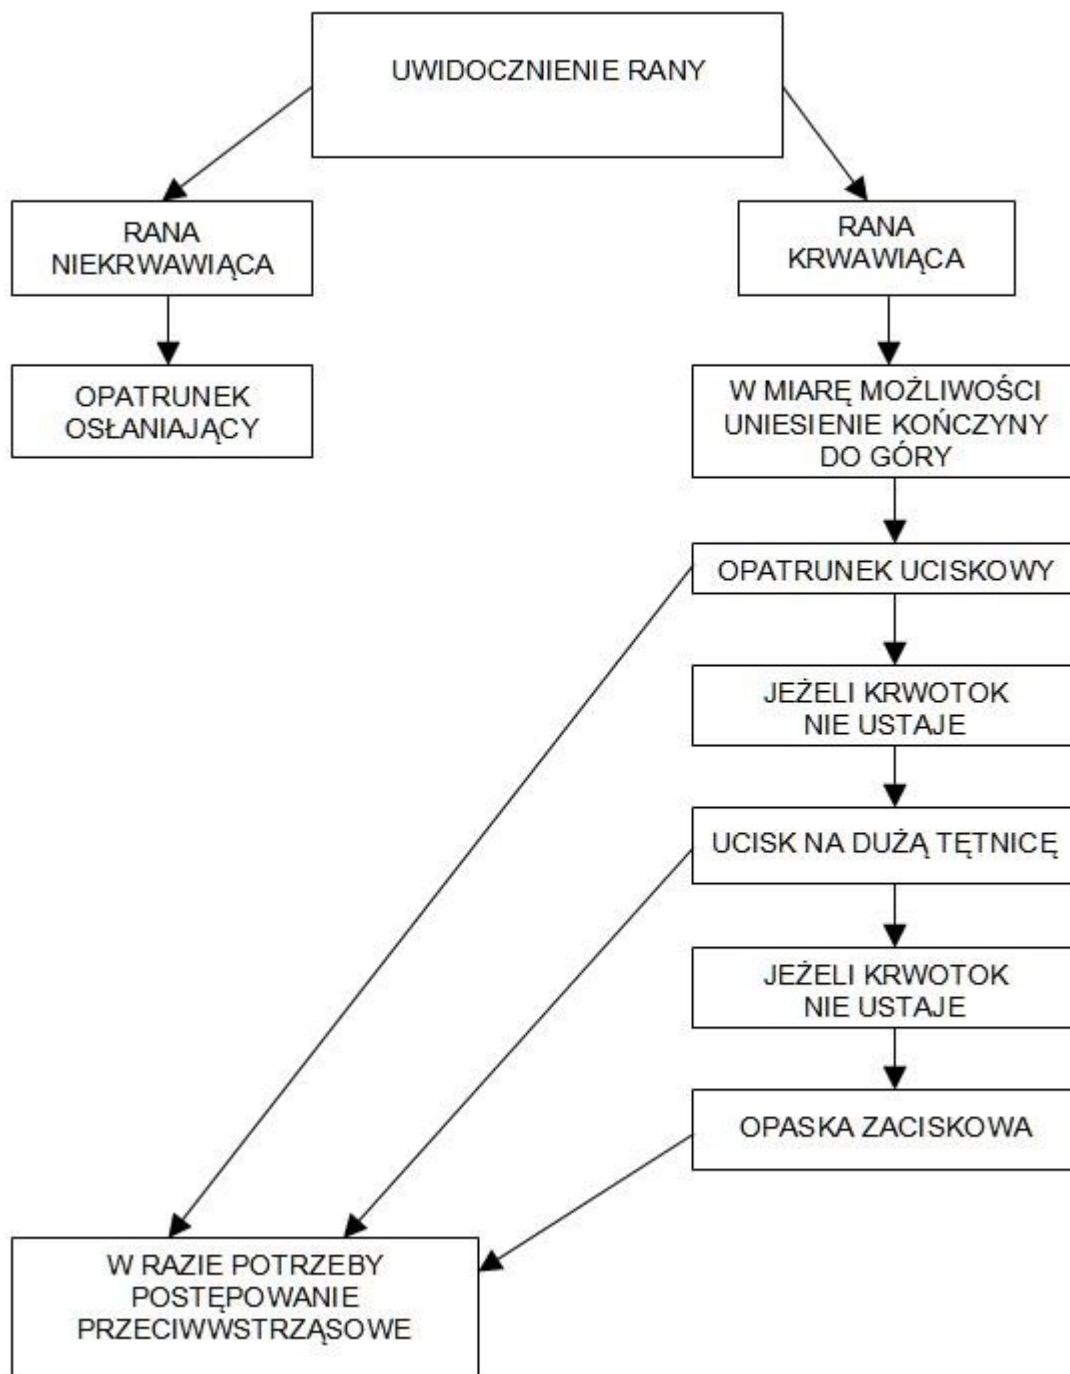 UWIDOCZNIENIE RANY
RANA
NIEKRWAWIĄCA
RANA
KRWAWIĄCA
OPATRUNEK
OSŁANIAJĄCY
W MIARĘ MOŻLIWOŚCI
UNIESIENIE KOŃCZYNY
DO GÓRY
OPATRUNEK UCISKOWY
JEŻELI KRWOTOK
NIE USTAJE
UCISK NA DUŻĄ TĘTNICĘ
JEŻELI KRWOTOK
NIE USTAJE
OPASKA ZACISKOWA
W RAZIE POTRZEBY
POSTĘPOWANIE
PRZECIWWSTRZĄSOWE